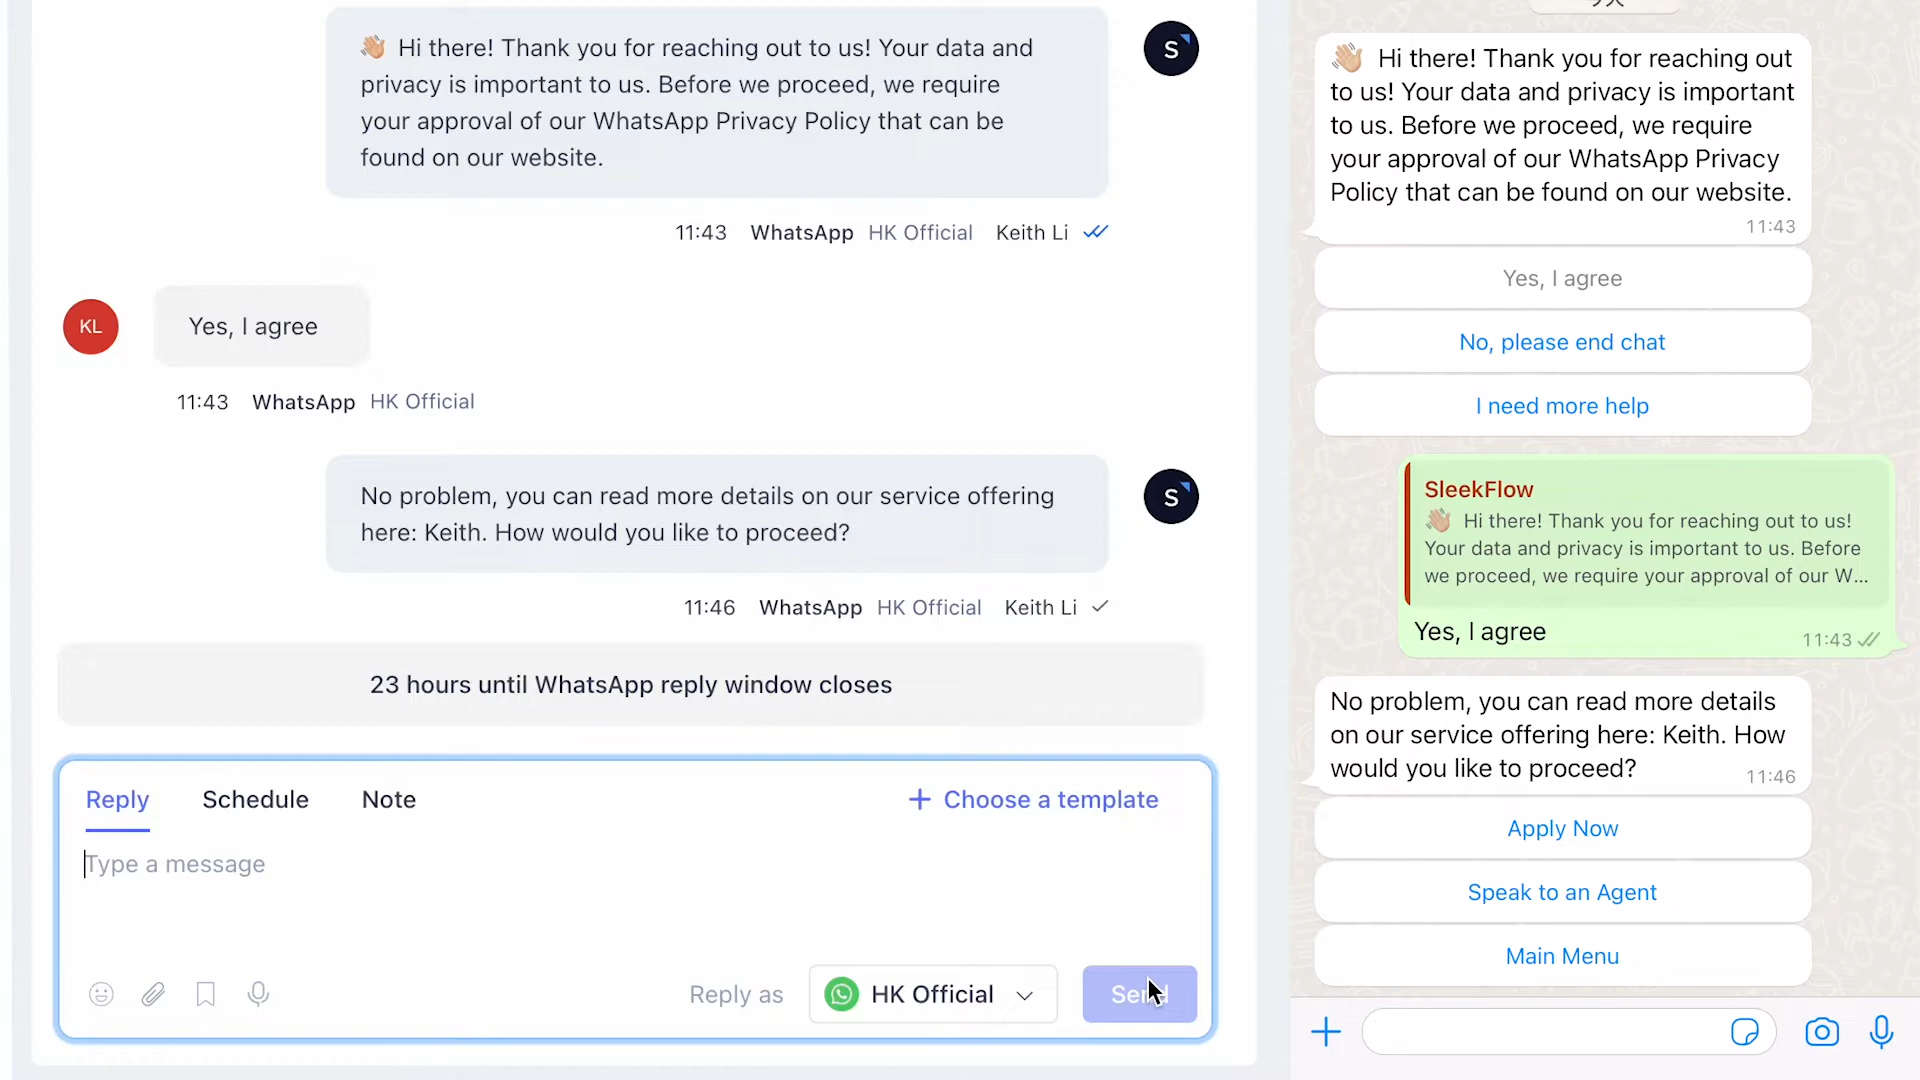 👋 Hi there! Thank you for reaching out to us! Your data and
privacy is important to us. Before we proceed, we require
your approval of our WhatsApp Privacy Policy that can be
found on our website.
S
11:43 WhatsApp HK Official Keith Li
KL
Yes, I agree
11:43 WhatsApp HK Official
No problem, you can read more details on our service offering
here: Keith. How would you like to proceed?
S
11:46 WhatsApp HK Official Keith Li
23 hours until WhatsApp reply window closes
Reply Schedule Note + Choose a template
Type a message
Reply as HK Official Send
👋 Hi there! Thank you for reaching out
to us! Your data and privacy is important
to us. Before we proceed, we require
your approval of our WhatsApp Privacy
Policy that can be found on our website.
11:43
Yes, I agree
No, please end chat
I need more help
SleekFlow
👋 Hi there! Thank you for reaching out to us!
Your data and privacy is important to us. Before
we proceed, we require your approval of our W...
Yes, I agree
11:43
No problem, you can read more details
on our service offering here: Keith. How
would you like to proceed?
11:46
Apply Now
Speak to an Agent
Main Menu